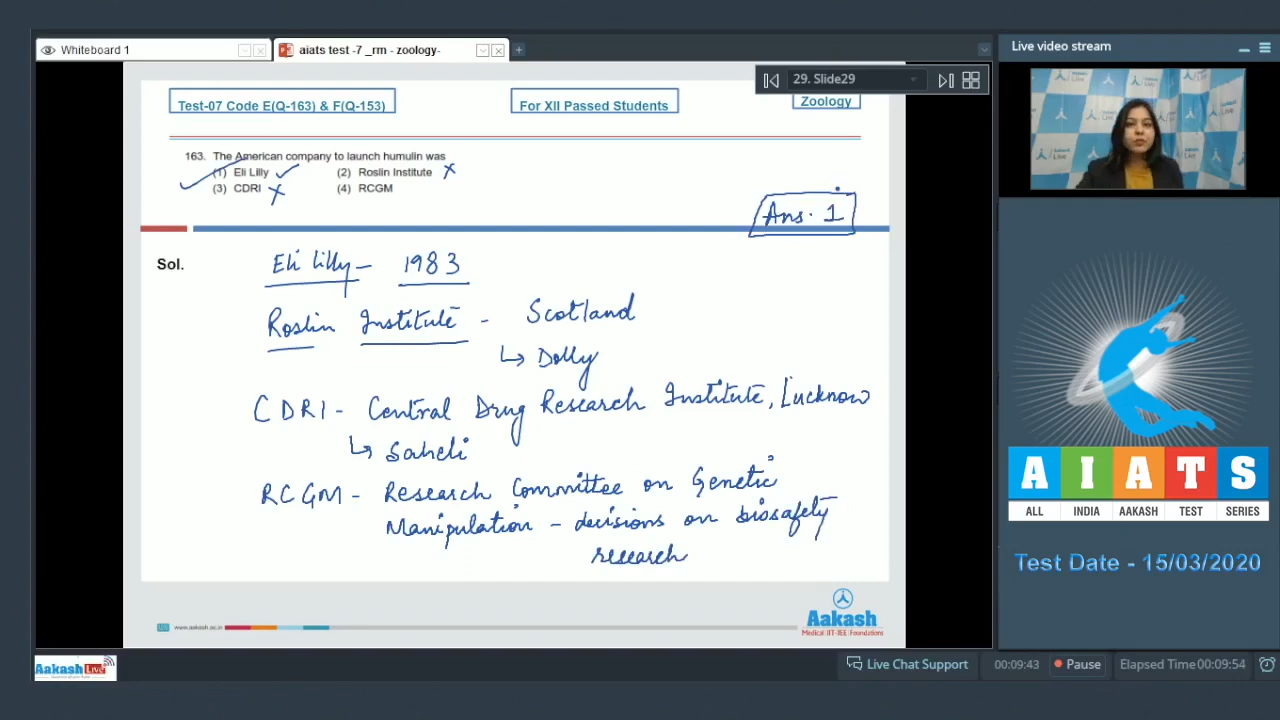 Whiteboard 1
aiats test -7 _rm - zoology-
Live video stream
29. Slide29
Test-07 Code E(Q-163) & F(Q-153)
For XII Passed Students
Zoology
163. The American company to launch humulin was
(1) Eli Lilly (2) Roslin Institute
(3) CDRI (4) RCGM
Ans. 1
Sol.
Eli Lilly - 1983
Roslin Institute - Scotland
↳ Dolly
CDRI - Central Drug Research Institute, Lucknow
↳ Saheli
RCGM - Research Committee on Genetic
Manipulation - decisions on biosafety
research
A I A T S
ALL INDIA AAKASH TEST SERIES
Test Date - 15/03/2020
www.aakash.ac.in
Aakash
Medical|IIT-JEE|Foundations
Aakash Live
Live Chat Support
00:09:43
Pause
Elapsed Time 00:09:54